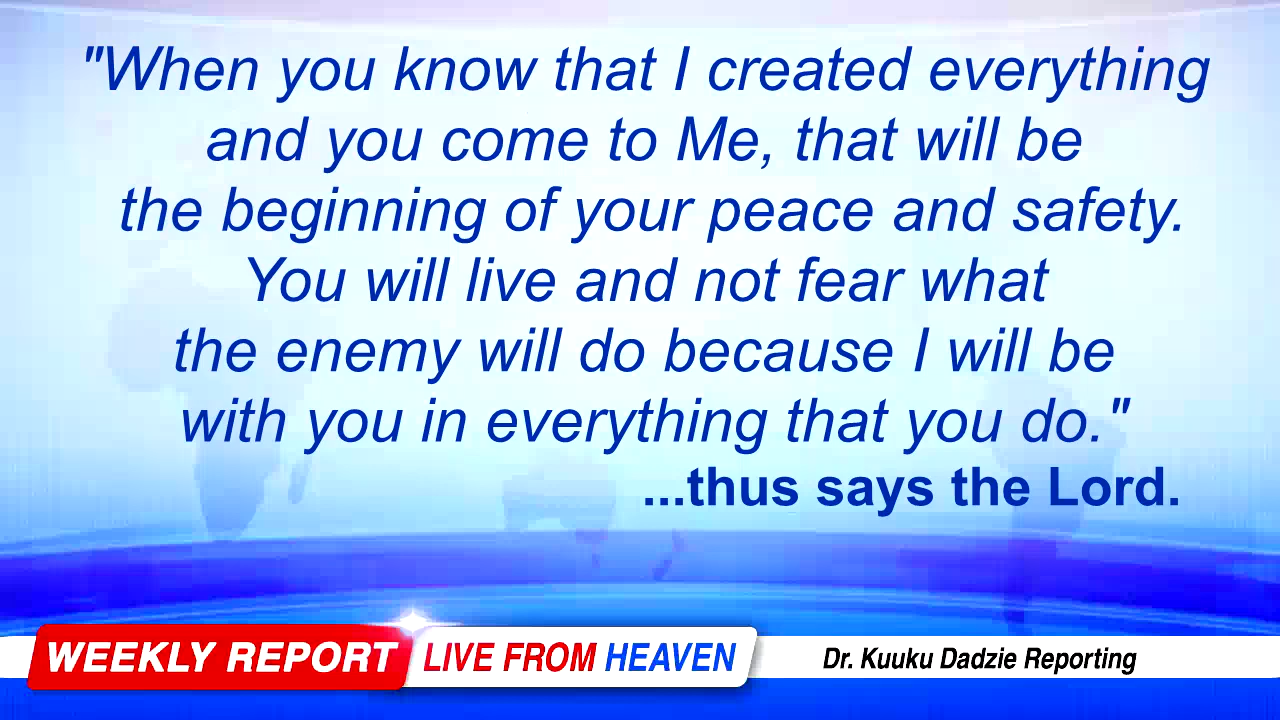 "When you know that I created everything
and you come to Me, that will be
the beginning of your peace and safety.
You will live and not fear what
the enemy will do because I will be
with you in everything that you do."
...thus says the Lord.
WEEKLY REPORT LIVE FROM HEAVEN Dr. Kuuku Dadzie Reporting